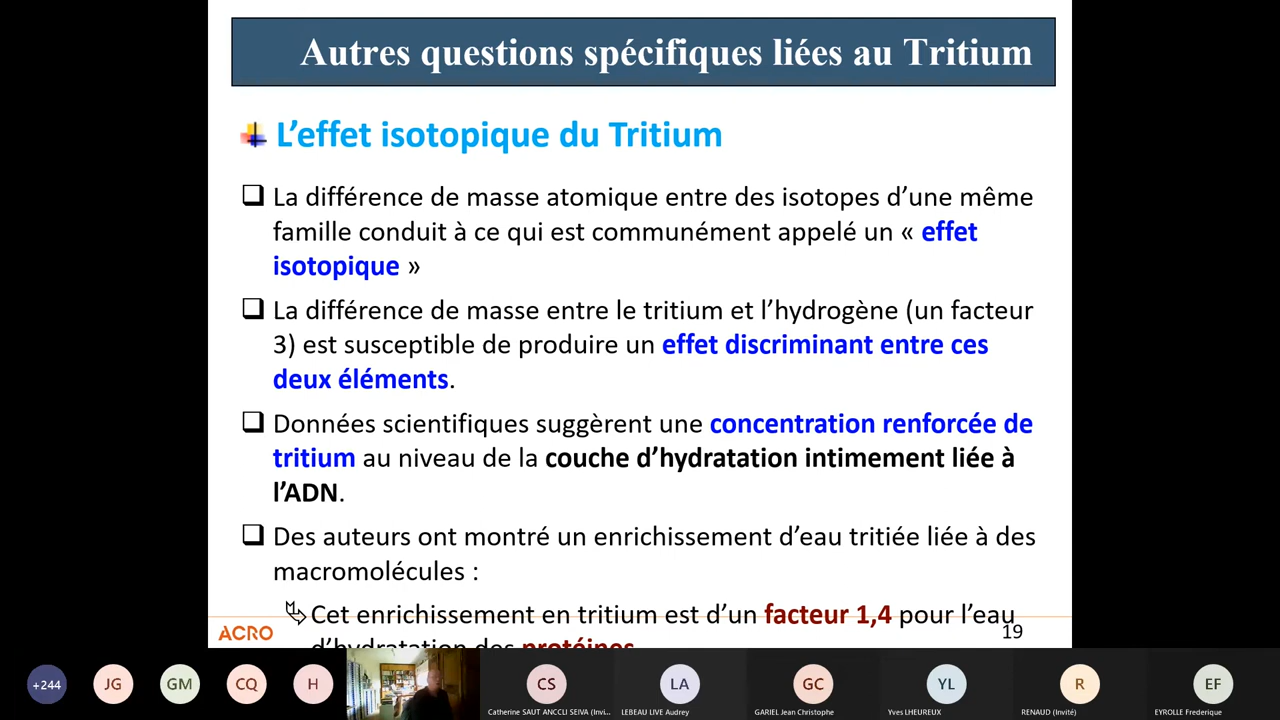 Autres questions spécifiques liées au Tritium
L’effet isotopique du Tritium
La différence de masse atomique entre des isotopes d’une même
famille conduit à ce qui est communément appelé un « effet
isotopique »
La différence de masse entre le tritium et l’hydrogène (un facteur
3) est susceptible de produire un effet discriminant entre ces
deux éléments.
Données scientifiques suggèrent une concentration renforcée de
tritium au niveau de la couche d’hydratation intimement liée à
l’ADN.
Des auteurs ont montré un enrichissement d’eau tritiée liée à des
macromolécules :
Cet enrichissement en tritium est d’un facteur 1,4 pour l’eau
d’hydratation des protéines
ACRO
19
+244
JG
GM
CQ
H
CS
LA
GC
YL
R
EF
Catherine SAUT ANCCLI SEIVA (Invi...
LEBEAU LIVE Audrey
GARIEL Jean Christophe
Yves LHEUREUX
RENAUD (Invité)
EYROLLE Frederique